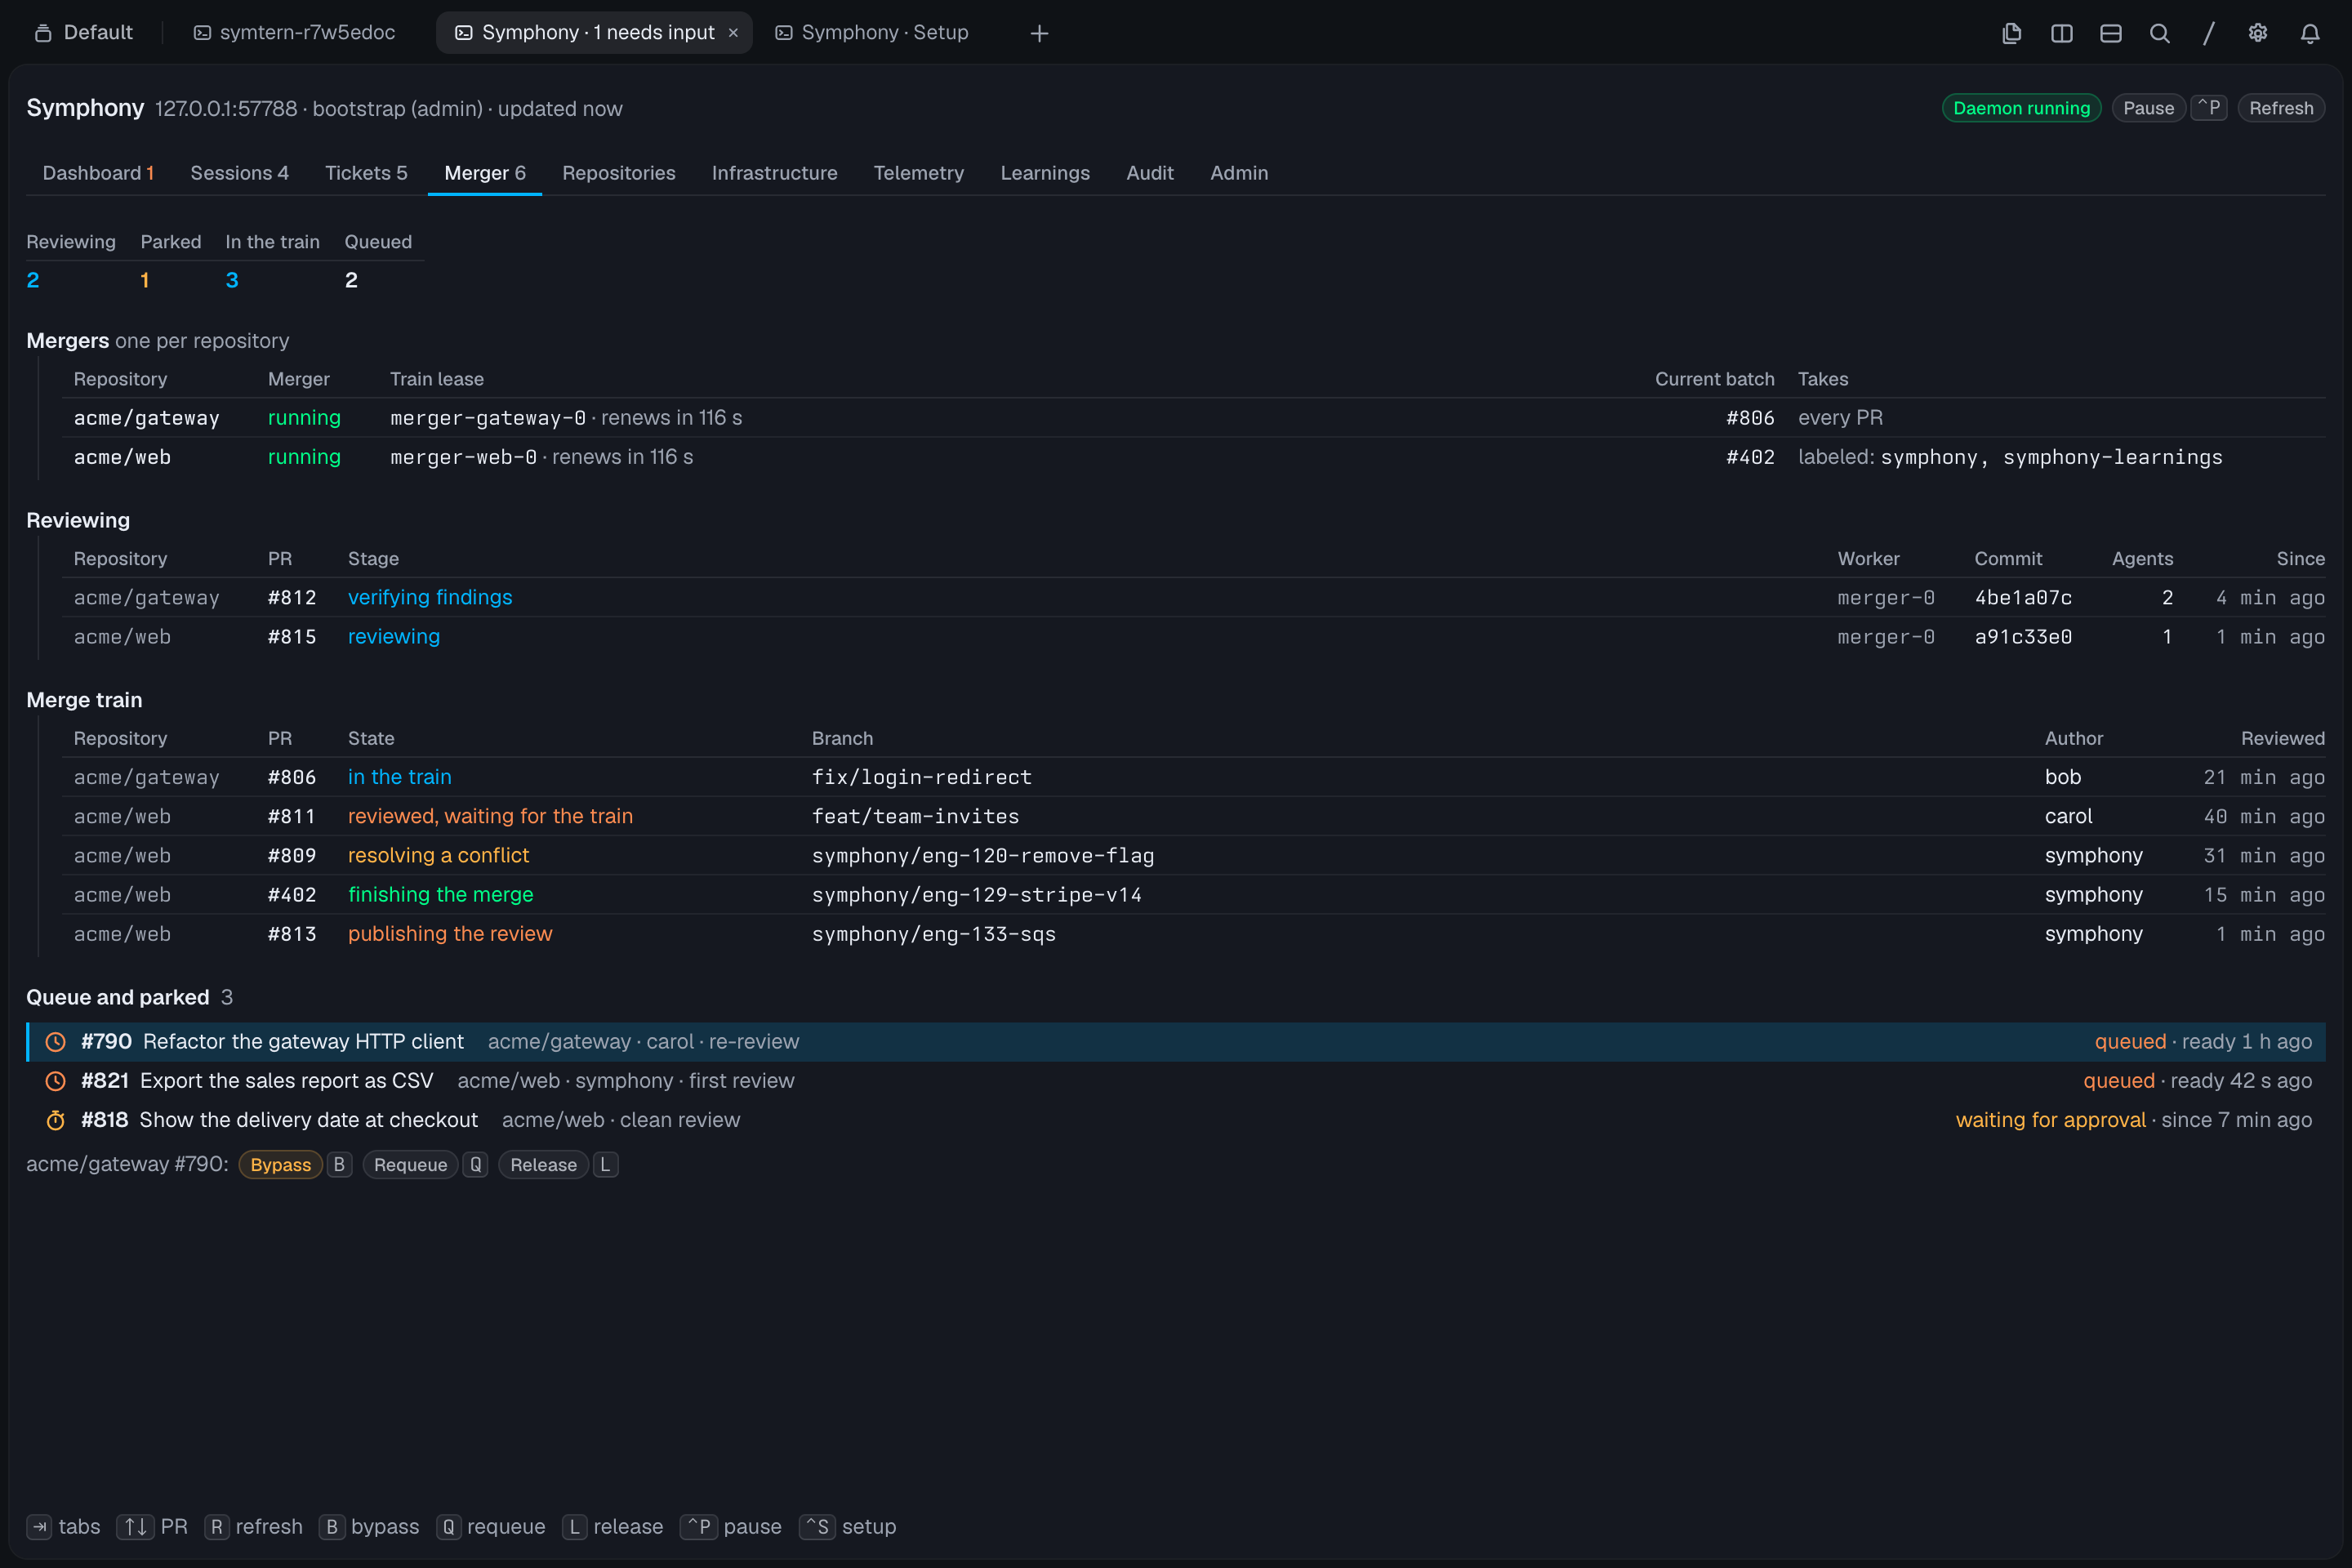 Default symtern-r7w5edoc Symphony · 1 needs input × Symphony · Setup +
Symphony 127.0.0.1:57788 · bootstrap (admin) · updated now Daemon running Pause ^P Refresh
Dashboard 1 Sessions 4 Tickets 5 Merger 6 Repositories Infrastructure Telemetry Learnings Audit Admin
Reviewing Parked In the train Queued
2 1 3 2
Mergers one per repository
Repository Merger Train lease Current batch Takes
acme/gateway running merger-gateway-0 · renews in 116 s #806 every PR
acme/web running merger-web-0 · renews in 116 s #402 labeled: symphony, symphony-learnings
Reviewing
Repository PR Stage Worker Commit Agents Since
acme/gateway #812 verifying findings merger-0 4be1a07c 2 4 min ago
acme/web #815 reviewing merger-0 a91c33e0 1 1 min ago
Merge train
Repository PR State Branch Author Reviewed
acme/gateway #806 in the train fix/login-redirect bob 21 min ago
acme/web #811 reviewed, waiting for the train feat/team-invites carol 40 min ago
acme/web #809 resolving a conflict symphony/eng-120-remove-flag symphony 31 min ago
acme/web #402 finishing the merge symphony/eng-129-stripe-v14 symphony 15 min ago
acme/web #813 publishing the review symphony/eng-133-sqs symphony 1 min ago
Queue and parked 3
#790 Refactor the gateway HTTP client acme/gateway · carol · re-review queued · ready 1 h ago
#821 Export the sales report as CSV acme/web · symphony · first review queued · ready 42 s ago
#818 Show the delivery date at checkout acme/web · clean review waiting for approval · since 7 min ago
acme/gateway #790: Bypass B Requeue Q Release L
⇥ tabs ↑↓ PR R refresh B bypass Q requeue L release ^P pause ^S setup